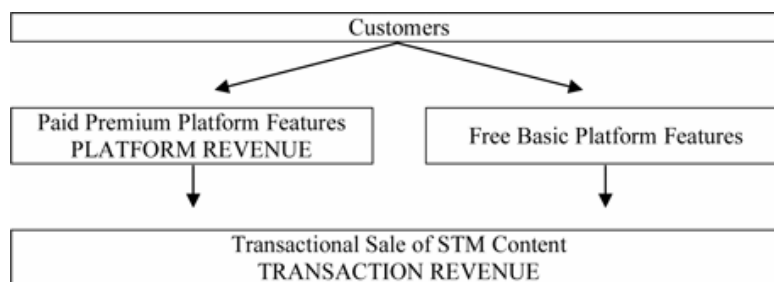 Customers
Paid Premium Platform Features
PLATFORM REVENUE
Free Basic Platform Features
Transactional Sale of STM Content
TRANSACTION REVENUE